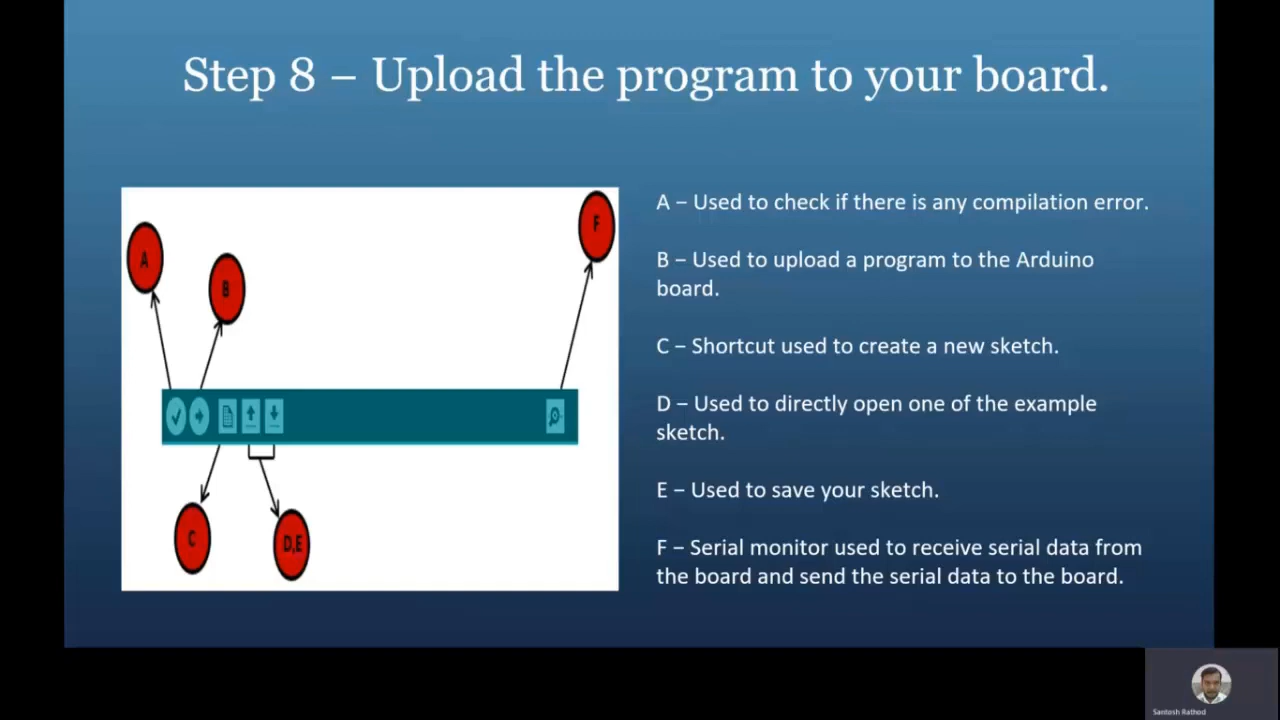 Step 8 – Upload the program to your board.
A
B
F
C
D,E
A – Used to check if there is any compilation error.
B – Used to upload a program to the Arduino
board.
C – Shortcut used to create a new sketch.
D – Used to directly open one of the example
sketch.
E – Used to save your sketch.
F – Serial monitor used to receive serial data from
the board and send the serial data to the board.
Santosh Rathod